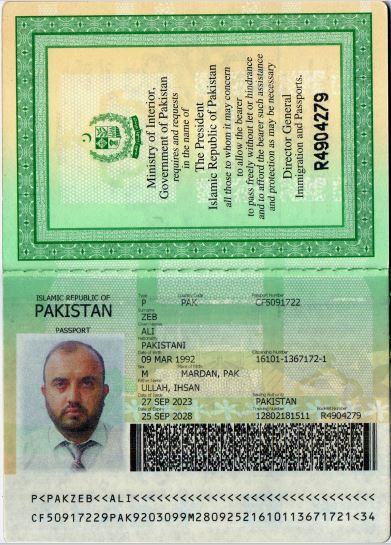 Ministry of Interior,
Government of Pakistan
requires and requests
in the name of
The President
Islamic Republic of Pakistan
all those to whom it may concern
to allow the bearer
to pass freely without let or hindrance
and to afford the bearer such assistance
and protection as may be necessary
Director General
Immigration and Passports.
R4904279
ISLAMIC REPUBLIC OF
PAKISTAN
PASSPORT
Type Country Code Passport Number
P PAK CF5091722
Surname
ZEB
Given Names
ALI
Nationality
PAKISTANI
Date of Birth Citizenship Number
09 MAR 1992 16101-1367172-1
Sex Place of Birth
M MARDAN, PAK
Father Name
ULLAH, IHSAN
Date of Issue Issuing Authority
27 SEP 2023 PAKISTAN
Date of Expiry Tracking Number Booklet Number
25 SEP 2028 12802181511 R4904279
P<PAKZEB<<ALI<<<<<<<<<<<<<<<<<<<<<<<<<<<<<<<
CF50917229PAK9203099M28092521610113671721<34